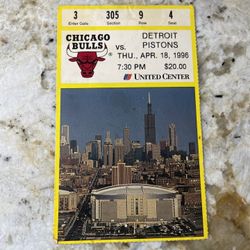 3 305 9 4
Enter Gate: Section Row Seat
CHICAGO BULLS vs. DETROIT PISTONS
THU., APR. 18, 1996
7:30 PM $20.00
UNITED CENTER